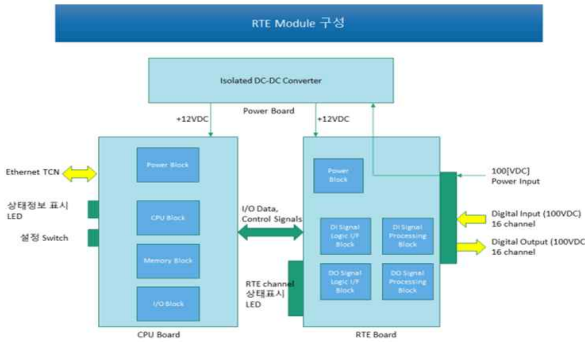 RTE Module 구성
Isolated DC-DC Converter
Power Board
+12VDC
+12VDC
Ethernet TCN
상태정보 표시
LED
설정 Switch
Power Block
CPU Block
Memory Block
I/O Block
CPU Board
I/O Data,
Control Signals
RTE channel
상태표시
LED
Power
Block
DI Signal
Logic I/F
Block
DI Signal
Processing
Block
DO Signal
Logic I/F
Block
DO Signal
Processing
Block
RTE Board
100[VDC]
Power Input
Digital Input (100VDC)
16 channel
Digital Output (100VDC
16 channel